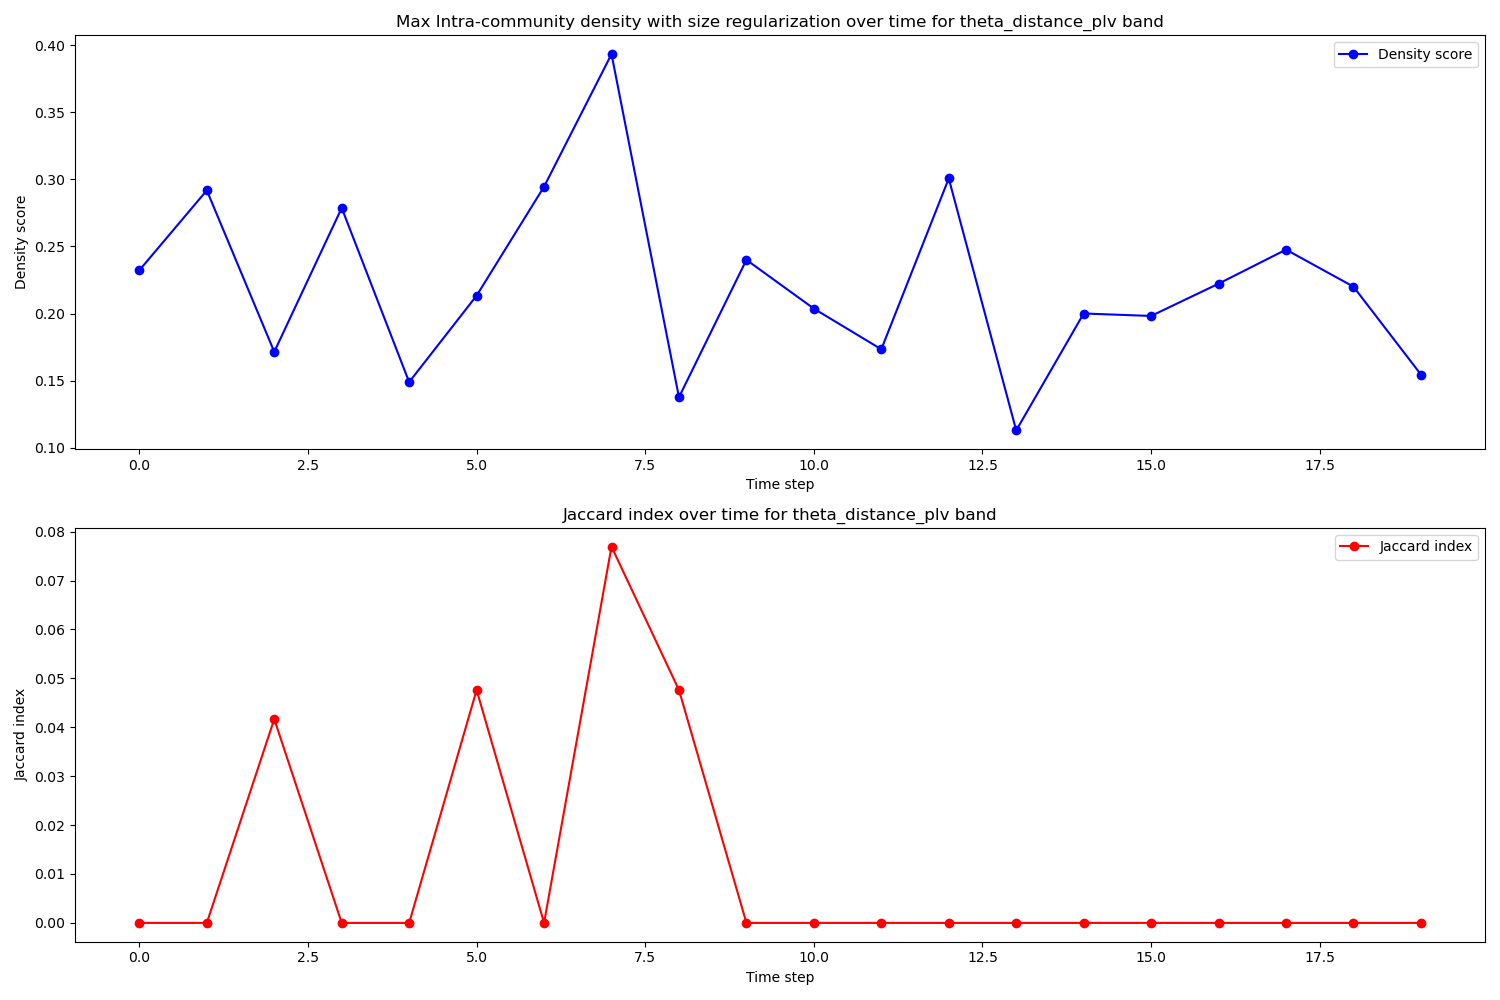 Max Intra-community density with size regularization over time for theta_distance_plv band
Density score
0.40
0.35
0.30
0.25
0.20
0.15
0.10
Density score
0.0 2.5 5.0 7.5 10.0 12.5 15.0 17.5
Time step
Jaccard index over time for theta_distance_plv band
Jaccard index
0.08
0.07
0.06
0.05
0.04
0.03
0.02
0.01
0.00
Jaccard index
0.0 2.5 5.0 7.5 10.0 12.5 15.0 17.5
Time step